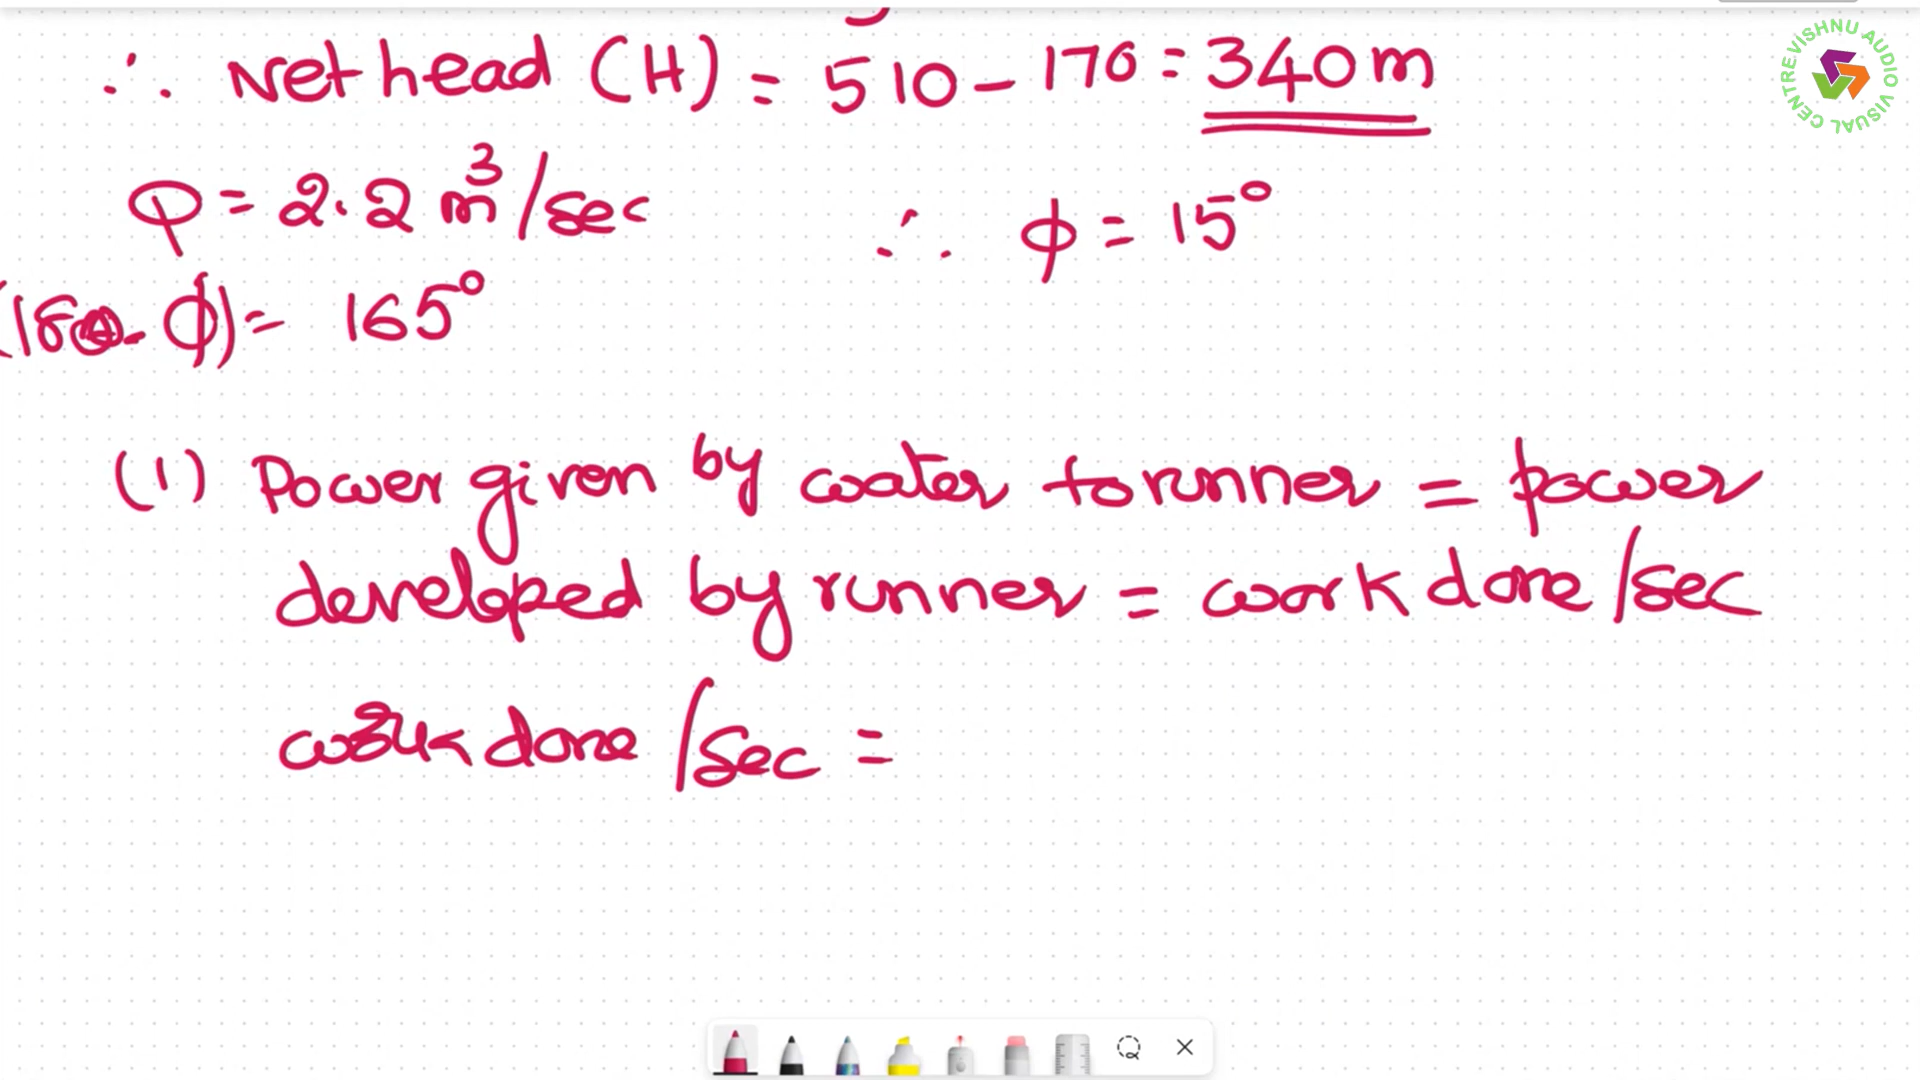 ∴ Net head (H) = 510 - 170 = 340 m
Q = 2.2 m³/sec ∴ ϕ = 15°
(180 - ϕ) = 165°
(1) Power given by water to runner = power
developed by runner = work done /sec
work done /sec =
VISHNU AUDIO VISUAL CENTRE